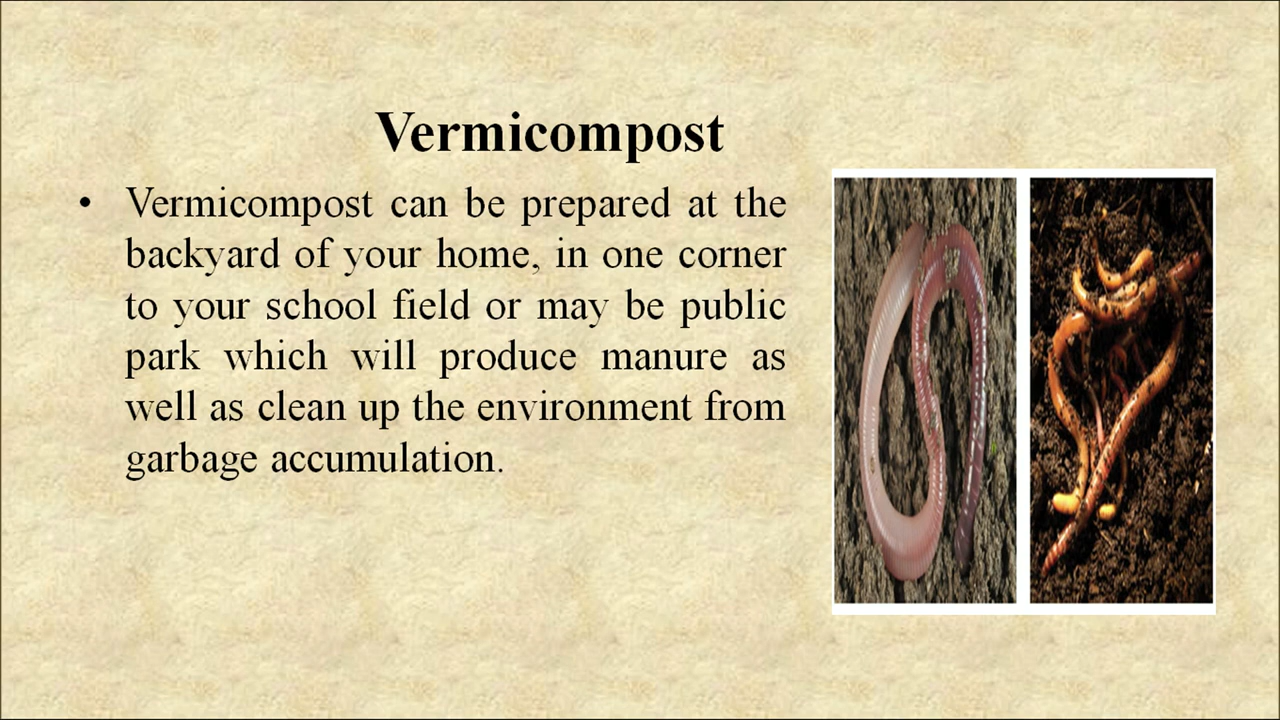 Vermicompost
• Vermicompost can be prepared at the
backyard of your home, in one corner
to your school field or may be public
park which will produce manure as
well as clean up the environment from
garbage accumulation.